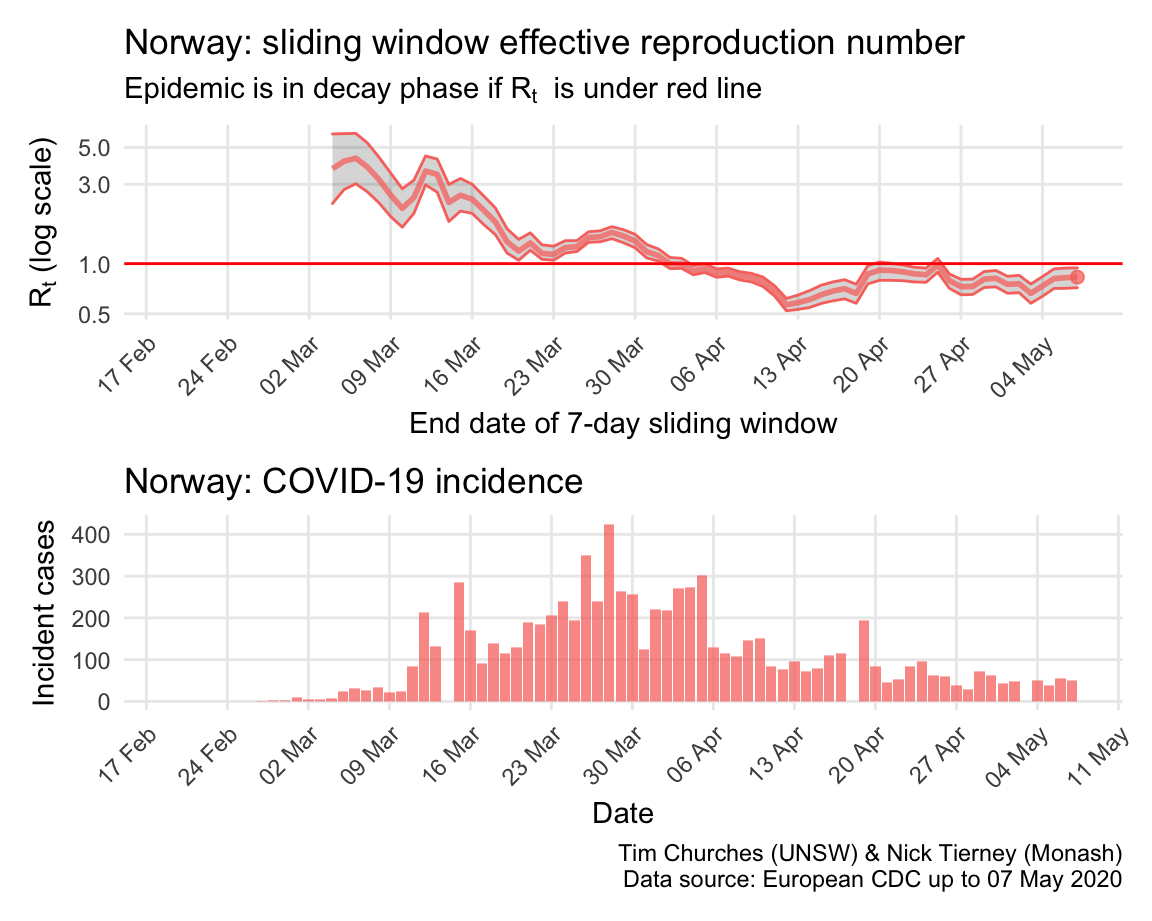 Norway: sliding window effective reproduction number
Epidemic is in decay phase if Rt is under red line
Rt (log scale)
5.0
3.0
1.0
0.5
17 Feb
24 Feb
02 Mar
09 Mar
16 Mar
23 Mar
30 Mar
06 Apr
13 Apr
20 Apr
27 Apr
04 May
End date of 7-day sliding window
Norway: COVID-19 incidence
Incident cases
400
300
200
100
0
17 Feb
24 Feb
02 Mar
09 Mar
16 Mar
23 Mar
30 Mar
06 Apr
13 Apr
20 Apr
27 Apr
04 May
11 May
Date
Tim Churches (UNSW) & Nick Tierney (Monash)
Data source: European CDC up to 07 May 2020